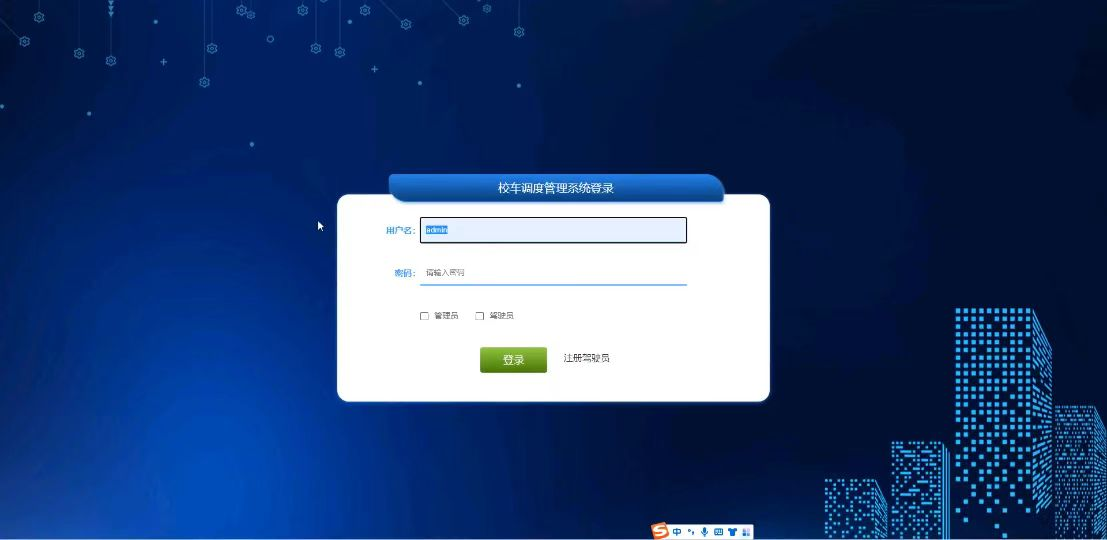 校车调度管理系统登录
用户名: admin
密码: 请输入密码
管理员 驾驶员
登录 注册驾驶员
S 中